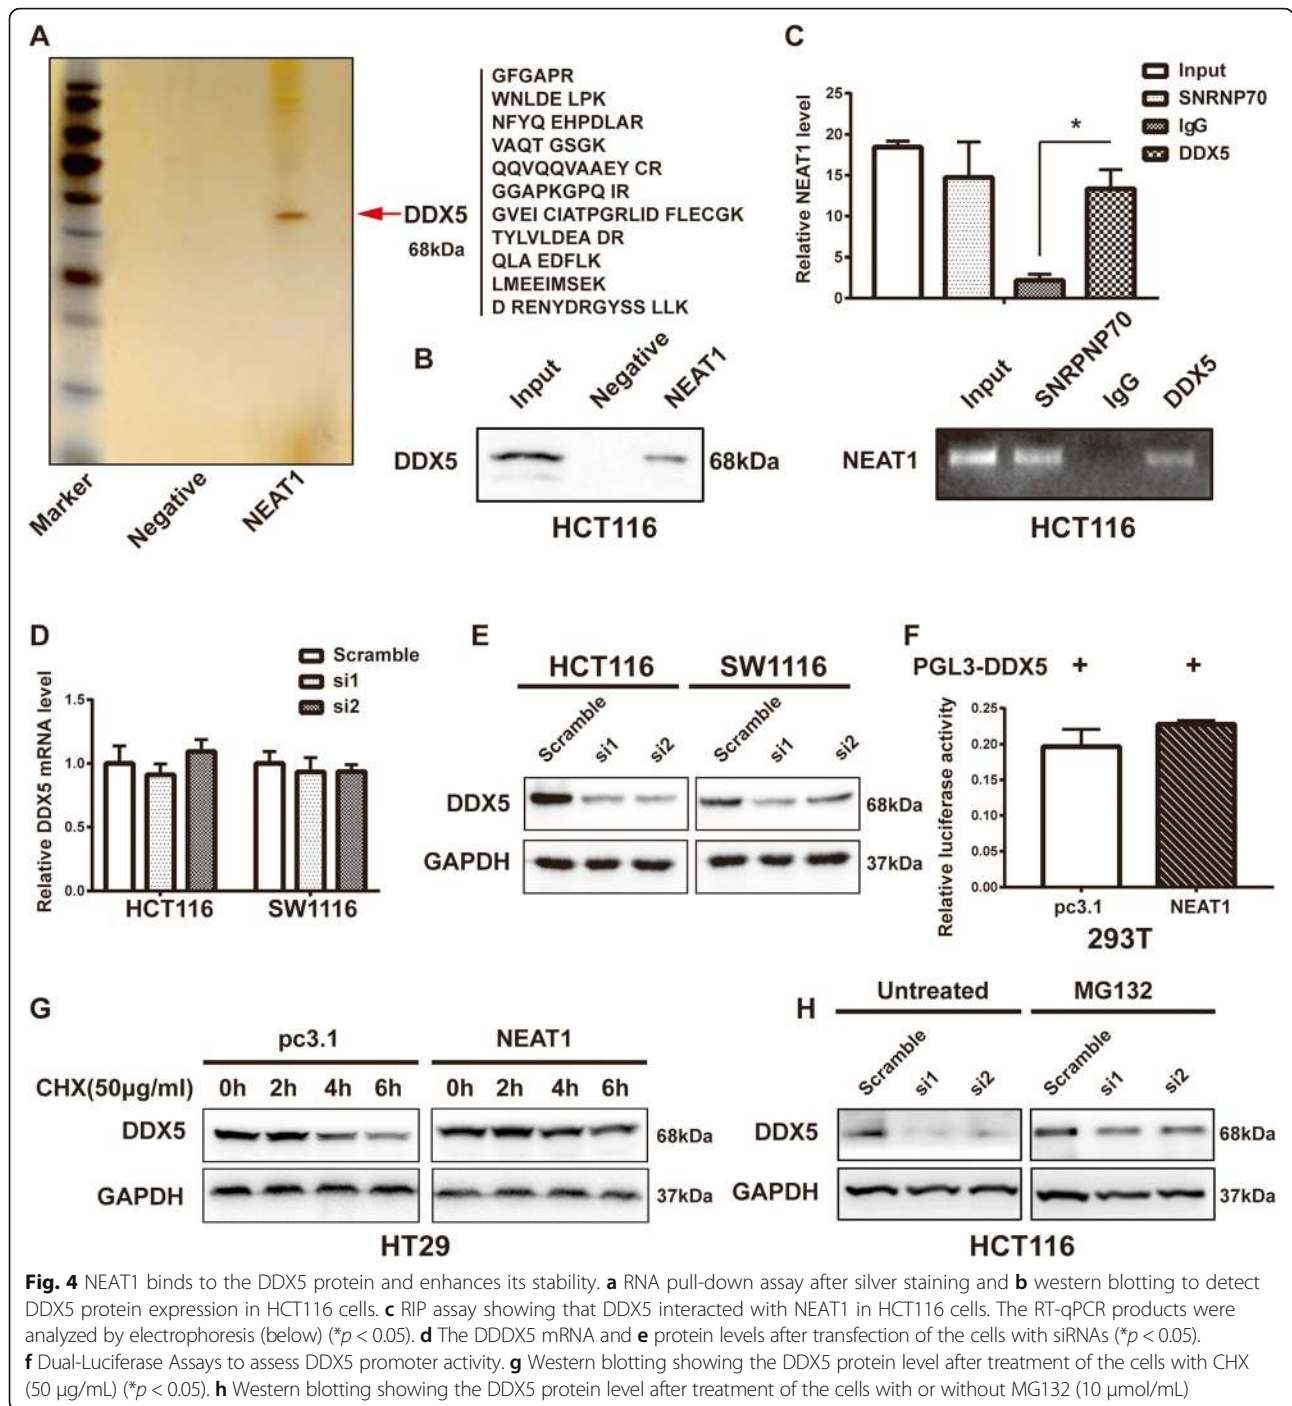 A
Marker
Negative
NEAT1
DDX5
68kDa
GFGAPR
WNLDE LPK
NFYQ EHPDLAR
VAQT GSGK
QQVQQVAAEY CR
GGAPKGPQ IR
GVEI CIATPGRLID FLECGK
TYLVLDEA DR
QLA EDFLK
LMEEIMSEK
D RENYDRGYSS LLK
B
Input
Negative
NEAT1
DDX5
68kDa
HCT116
C
Input
SNRNP70
IgG
DDX5
Relative NEAT1 level
25
20
15
10
5
0
*
Input
SNRPNP70
IgG
DDX5
NEAT1
HCT116
D
Scramble
si1
si2
Relative DDX5 mRNA level
1.5
1.0
0.5
0.0
HCT116
SW1116
E
HCT116
SW1116
Scramble
si1
si2
Scramble
si1
si2
DDX5
68kDa
GAPDH
37kDa
F
PGL3-DDX5 + +
Relative luciferase activity
0.25
0.20
0.15
0.10
0.05
0.00
pc3.1
NEAT1
293T
G
pc3.1
NEAT1
CHX(50μg/ml) 0h 2h 4h 6h 0h 2h 4h 6h
DDX5
68kDa
GAPDH
37kDa
HT29
H
Untreated
MG132
Scramble
si1
si2
Scramble
si1
si2
DDX5
68kDa
GAPDH
37kDa
HCT116
Fig. 4 NEAT1 binds to the DDX5 protein and enhances its stability. a RNA pull-down assay after silver staining and b western blotting to detect
DDX5 protein expression in HCT116 cells. c RIP assay showing that DDX5 interacted with NEAT1 in HCT116 cells. The RT-qPCR products were
analyzed by electrophoresis (below) (*p < 0.05). d The DDDX5 mRNA and e protein levels after transfection of the cells with siRNAs (*p < 0.05).
f Dual-Luciferase Assays to assess DDX5 promoter activity. g Western blotting showing the DDX5 protein level after treatment of the cells with CHX
(50 μg/mL) (*p < 0.05). h Western blotting showing the DDX5 protein level after treatment of the cells with or without MG132 (10 μmol/mL)